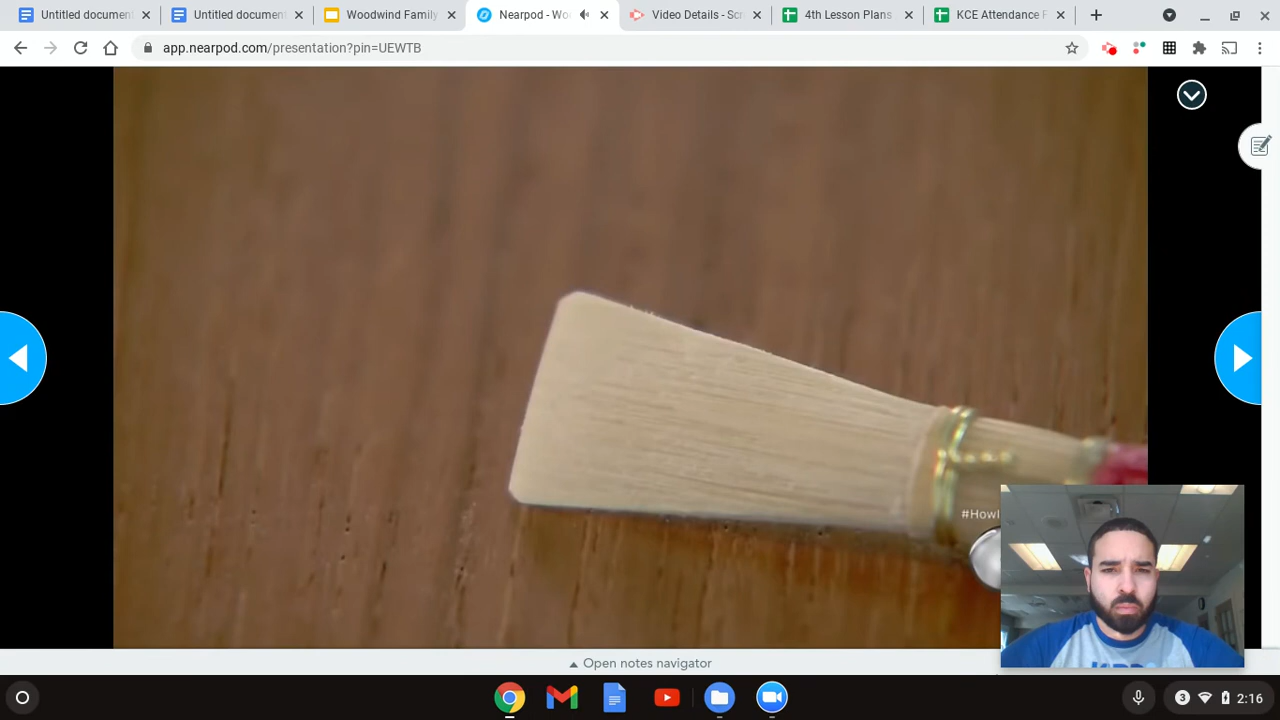 Untitled document
Untitled document
Woodwind Family
Nearpod - Wo
Video Details - Scr
4th Lesson Plans
KCE Attendance F
app.nearpod.com/presentation?pin=UEWTB
#HowI
Open notes navigator
3
2:16